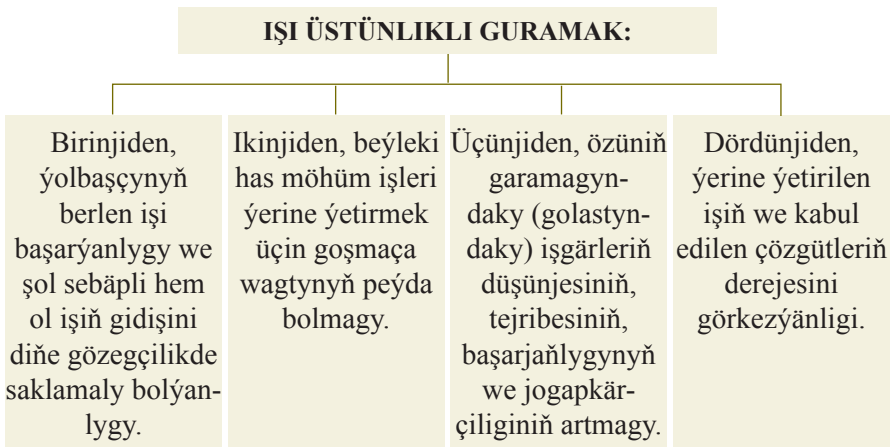 IŞI ÜSTÜNLIKLI GURAMAK:
Birinjiden,
ýolbaşçynyň
berlen işi
başarýanlygy we
şol sebäpli hem
ol işiň gidişini
diňe gözegçilikde
saklamaly bolýan-
lygy.
Ikinjiden, beýleki
has möhüm işleri
ýerine ýetirmek
üçin goşmaça
wagtynyň peýda
bolmagy.
Üçünjiden, özüniň
garamagyn-
daky (golastyn-
daky) işgärleriň
düşünjesiniň,
tejribesiniň,
başarjaňlygynyň
we jogapkär-
çiliginiň artmagy.
Dördünjiden,
ýerine ýetirilen
işiň we kabul
edilen çözgütleriň
derejesini
görkezýänligi.